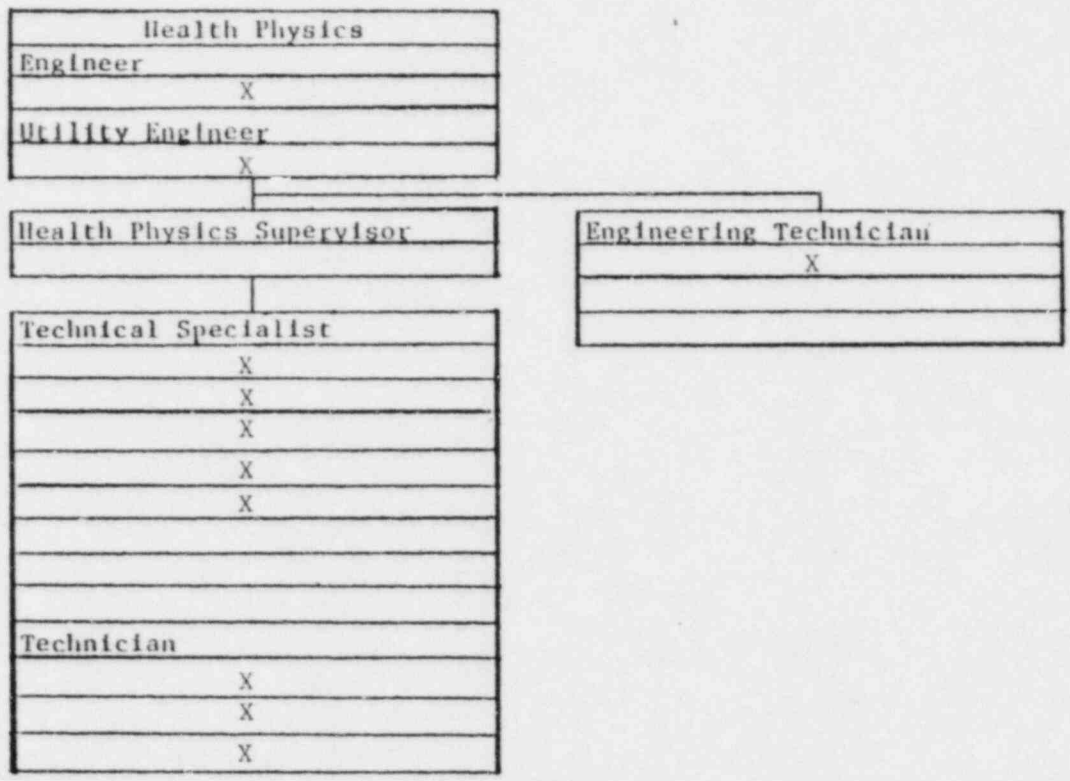 Health Physics
Engineer
X
Utility Engineer
X
Health Physics Supervisor
Engineering Technician
X
Technical Specialist
X
X
X
X
X
Technician
X
X
X